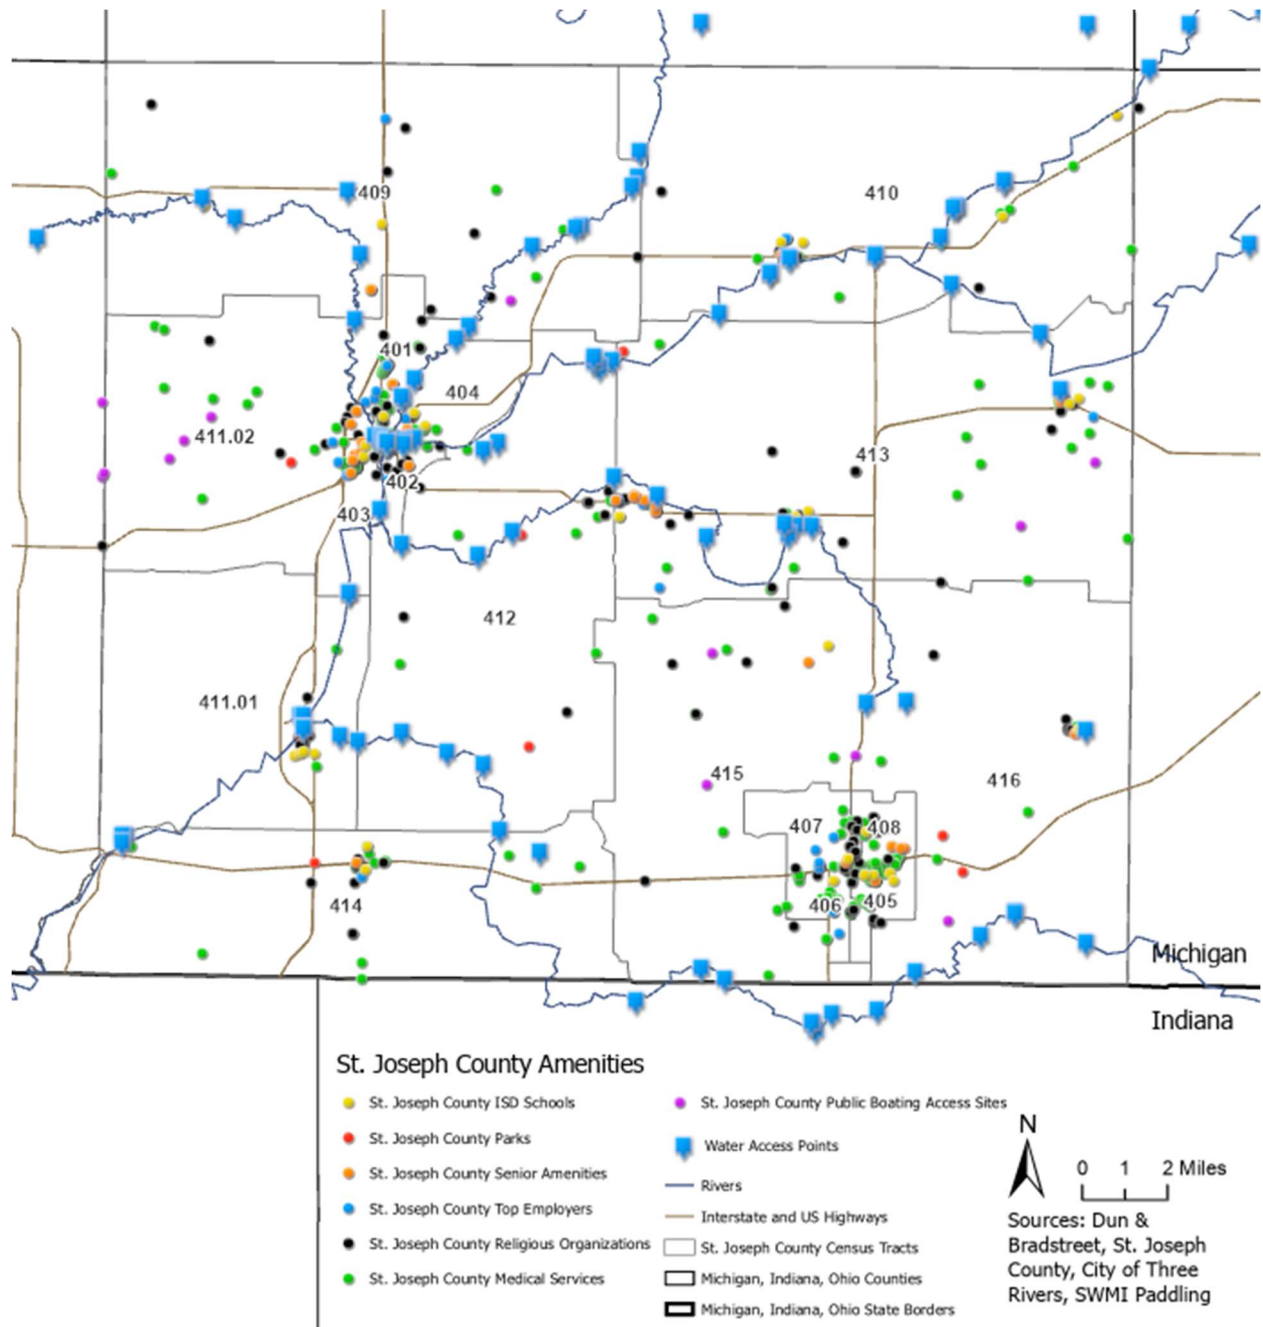 409
410
401
404
411.02
413
402
403
412
411.01
415
416
407
408
406
405
414
Michigan
Indiana
St. Joseph County Amenities
St. Joseph County ISD Schools
St. Joseph County Parks
St. Joseph County Senior Amenities
St. Joseph County Top Employers
St. Joseph County Religious Organizations
St. Joseph County Medical Services
St. Joseph County Public Boating Access Sites
Water Access Points
Rivers
Interstate and US Highways
St. Joseph County Census Tracts
Michigan, Indiana, Ohio Counties
Michigan, Indiana, Ohio State Borders
N
0 1 2 Miles
Sources: Dun &
Bradstreet, St. Joseph
County, City of Three
Rivers, SWMI Paddling